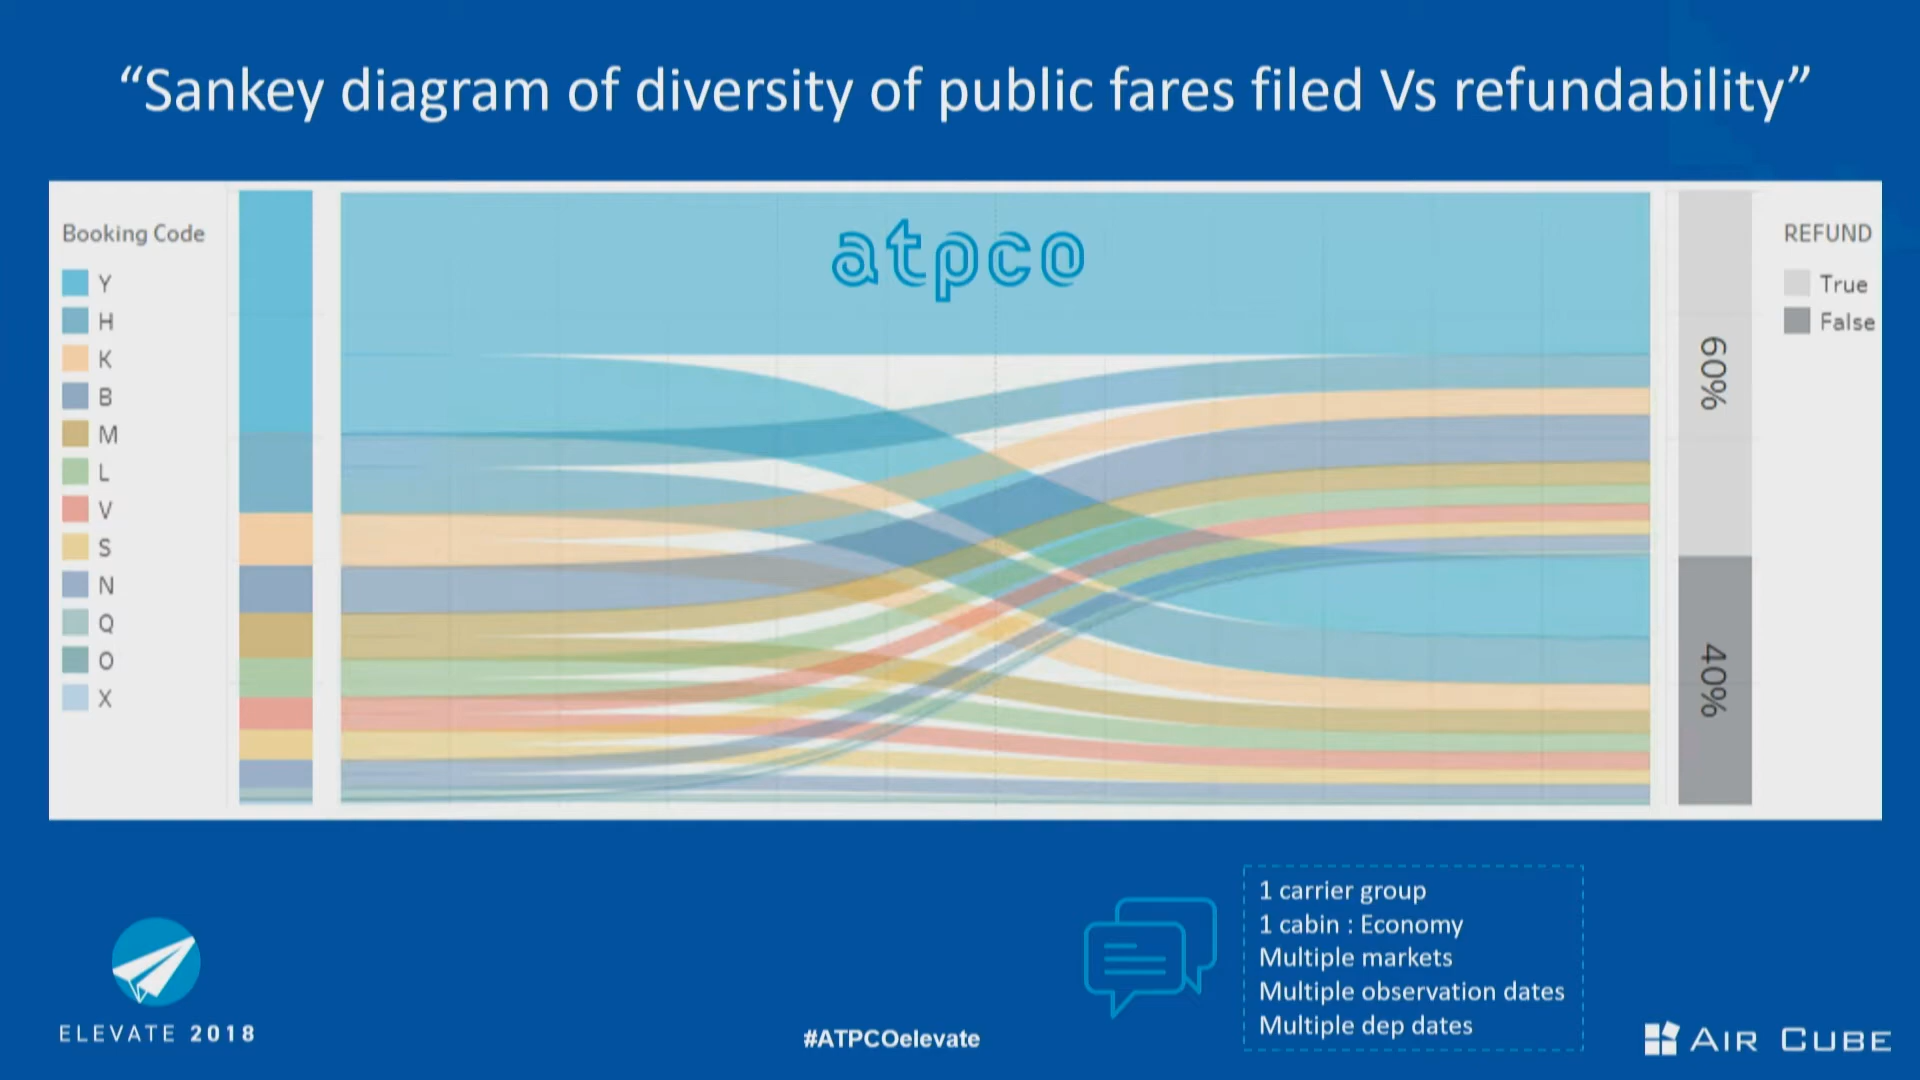 “Sankey diagram of diversity of public fares filed Vs refundability”
Booking Code
Y
H
K
B
M
L
V
S
N
Q
O
X
atpco
60%
40%
REFUND
True
False
1 carrier group
1 cabin : Economy
Multiple markets
Multiple observation dates
Multiple dep dates
ELEVATE 2018
#ATPCOelevate
AIR CUBE